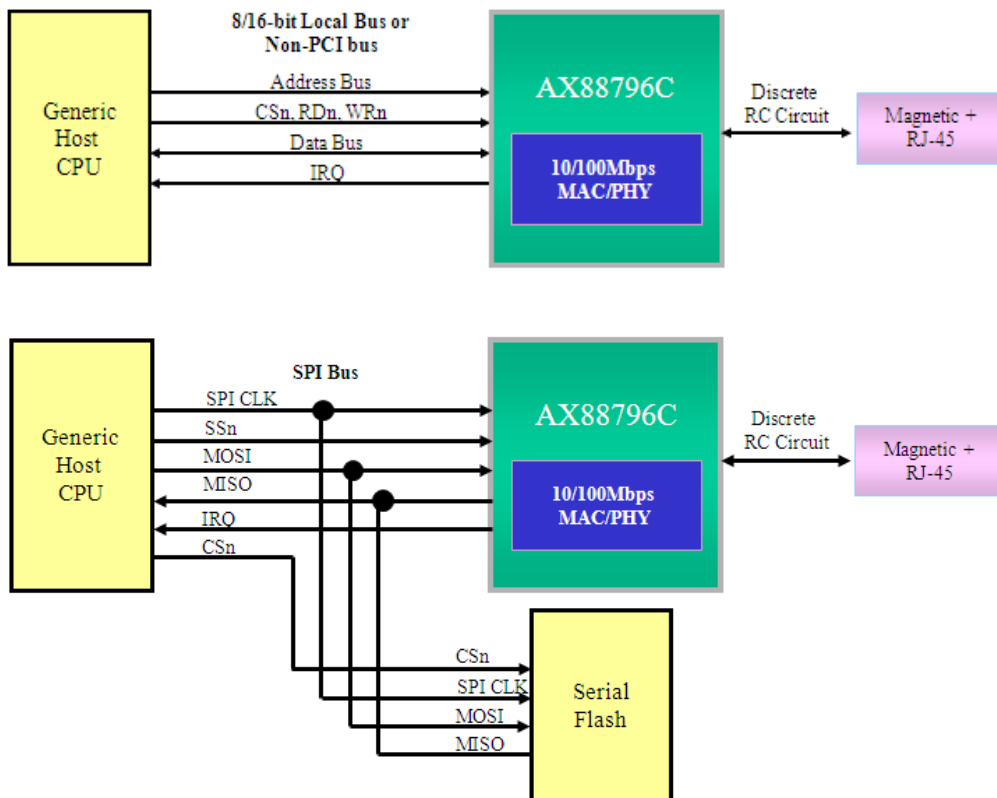 8/16-bit Local Bus or
Non-PCI bus
Generic
Host
CPU
Address Bus
CSn, RDn, WRn
Data Bus
IRQ
AX88796C
10/100Mbps
MAC/PHY
Discrete
RC Circuit
Magnetic +
RJ-45
SPI Bus
Generic
Host
CPU
SPI CLK
SSn
MOSI
MISO
IRQ
CSn
AX88796C
10/100Mbps
MAC/PHY
Discrete
RC Circuit
Magnetic +
RJ-45
CSn
SPI CLK
MOSI
MISO
Serial
Flash